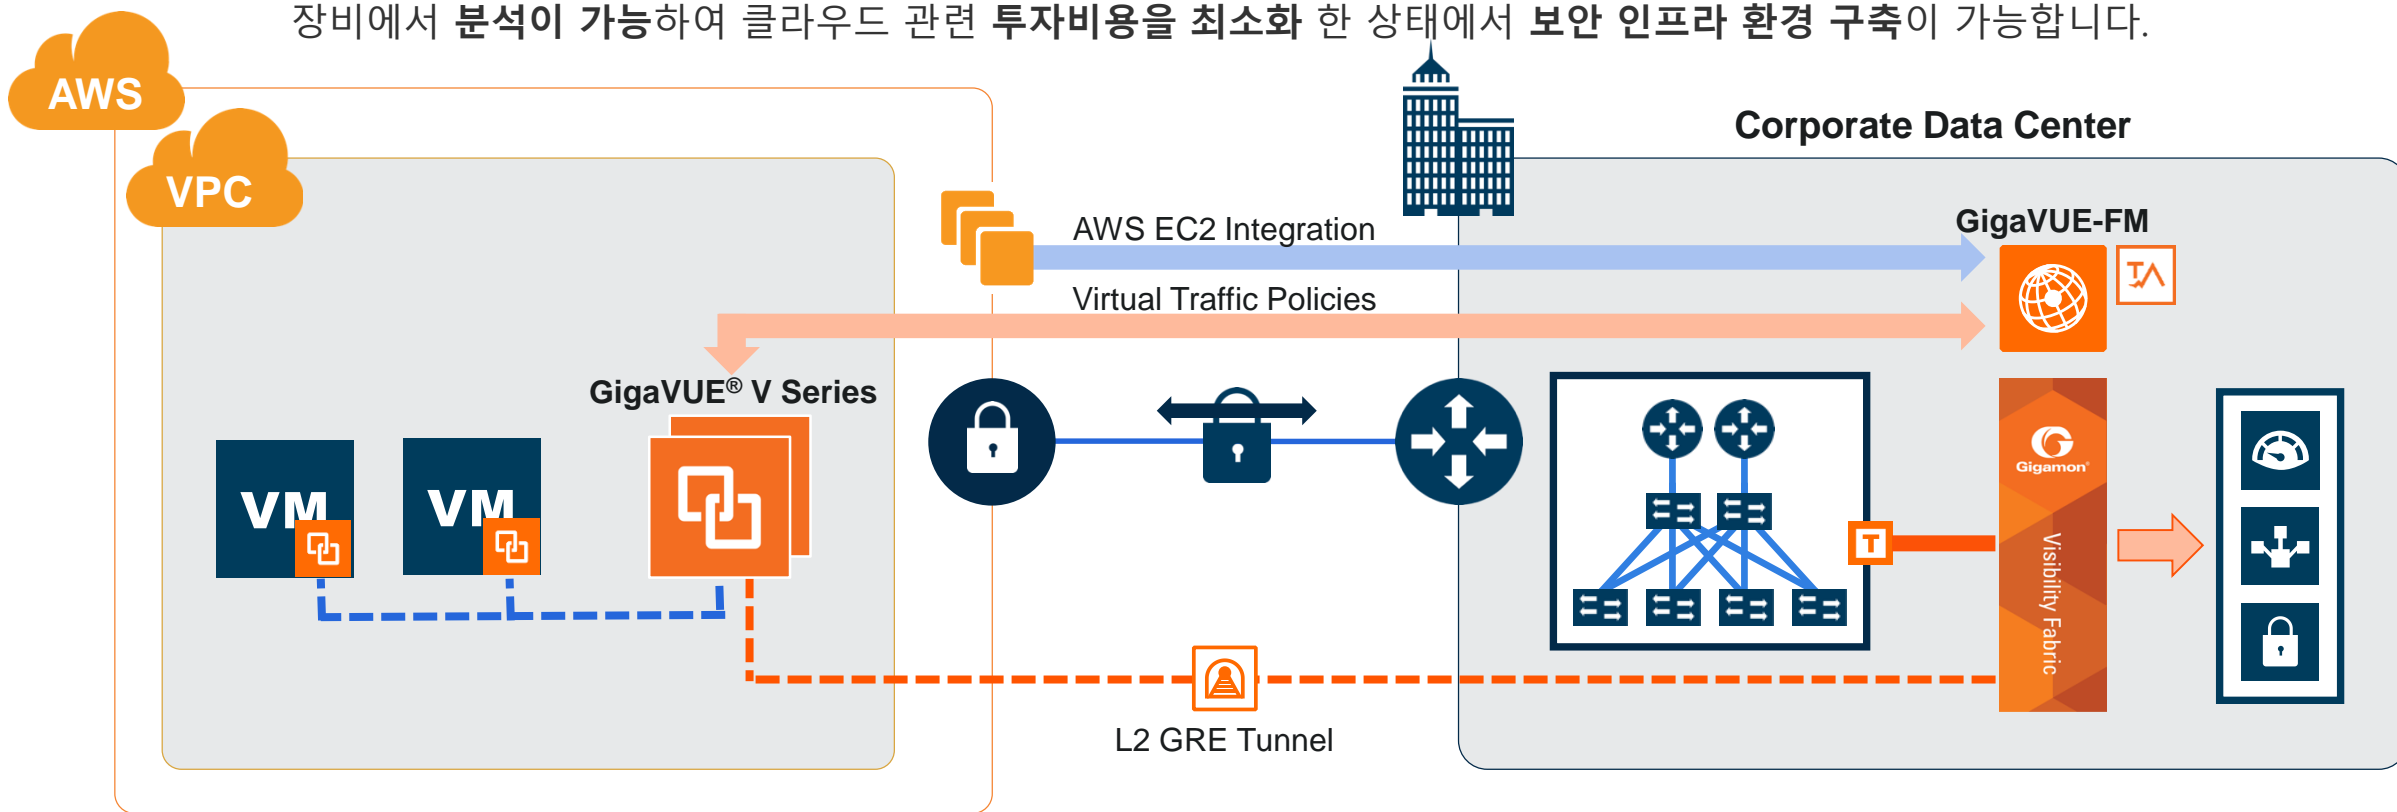 장비에서 분석이 가능하여 클라우드 관련 투자비용을 최소화 한 상태에서 보안 인프라 환경 구축이 가능합니다.
AWS
VPC
Corporate Data Center
AWS EC2 Integration
GigaVUE-FM
Virtual Traffic Policies
GigaVUE® V Series
VM
VM
Gigamon®
T
Visibility Fabric
L2 GRE Tunnel